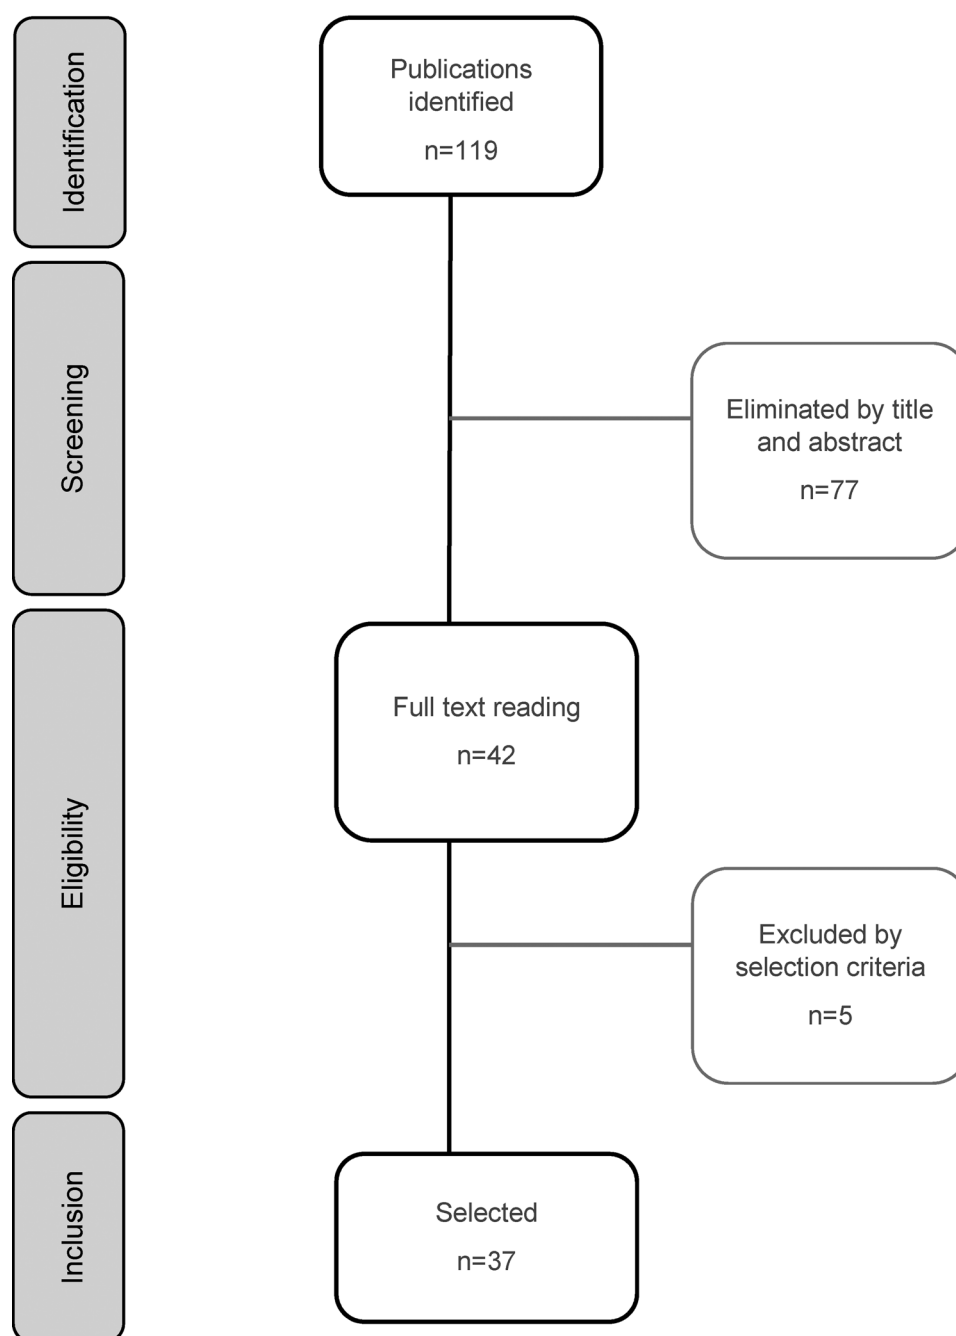 Identification
Publications
identified
n=119
Screening
Eliminated by title
and abstract
n=77
Eligibility
Full text reading
n=42
Excluded by
selection criteria
n=5
Inclusion
Selected
n=37